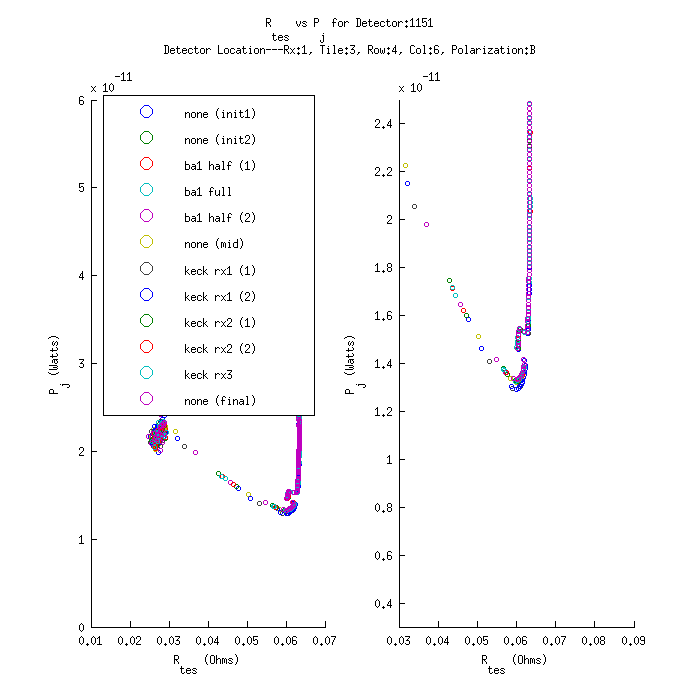 R    vs P  for Detector:1151
tes      j
Detector Location---Rx:1, Tile:3, Row:4, Col:6, Polarization:B
x 10 -11
6
5
4
3
2
1
0
0.01 0.02 0.03 0.04 0.05 0.06 0.07
P j (Watts)
R tes (Ohms)
none (init1)
none (init2)
ba1 half (1)
ba1 full
ba1 half (2)
none (mid)
keck rx1 (1)
keck rx1 (2)
keck rx2 (1)
keck rx2 (2)
keck rx3
none (final)
x 10 -11
2.4
2.2
2
1.8
1.6
1.4
1.2
1
0.8
0.6
0.4
0.03 0.04 0.05 0.06 0.07 0.08 0.09
P j (Watts)
R tes (Ohms)